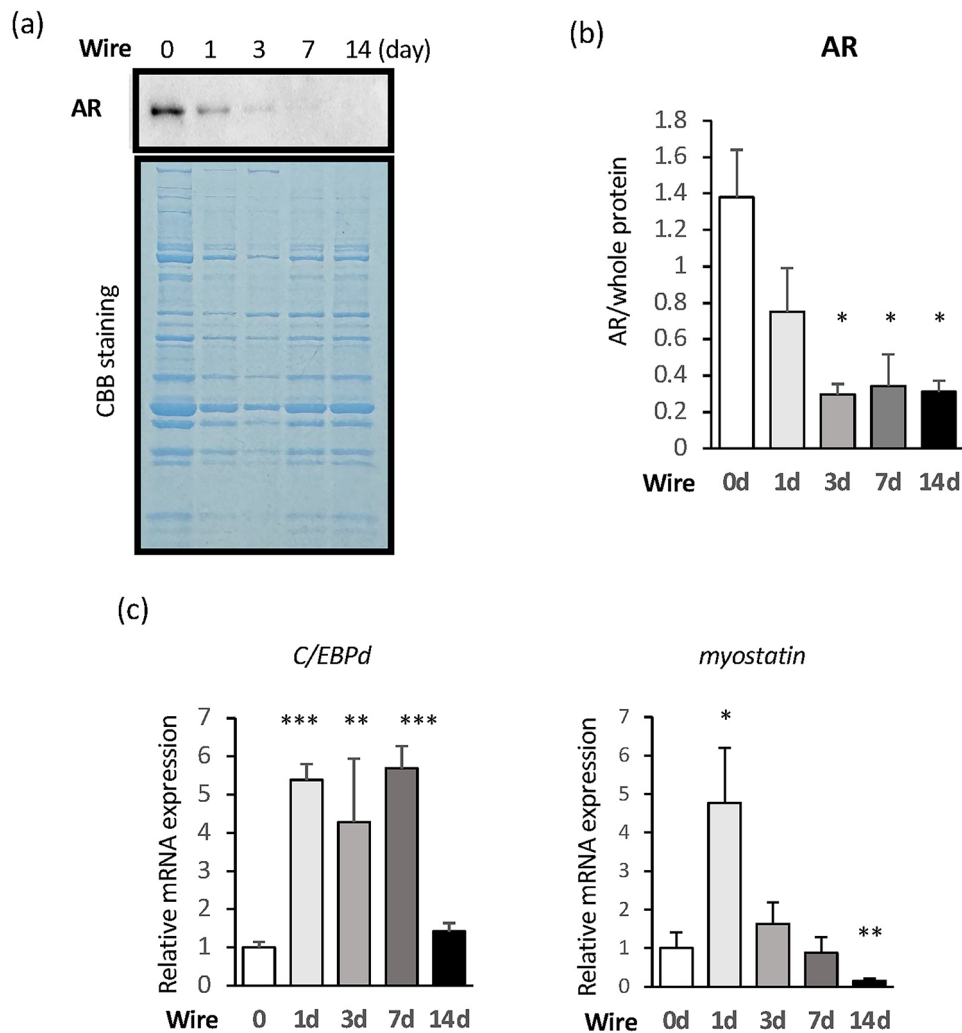 (a)
Wire 0 1 3 7 14 (day)
AR
CBB staining
(b)
AR
AR/whole protein
1.8
1.6
1.4
1.2
1
0.8
0.6
0.4
0.2
0
* * *
Wire 0d 1d 3d 7d 14d
(c)
C/EBPd
Relative mRNA expression
7
6
5
4
3
2
1
0
*** ** ***
Wire 0 1d 3d 7d 14d
myostatin
Relative mRNA expression
7
6
5
4
3
2
1
0
*
**
Wire 0d 1d 3d 7d 14d